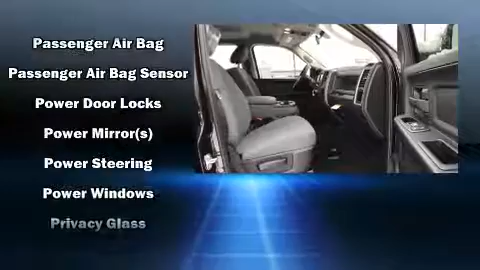 Passenger Air Bag
Passenger Air Bag Sensor
Power Door Locks
Power Mirror(s)
Power Steering
Power Windows
Privacy Glass